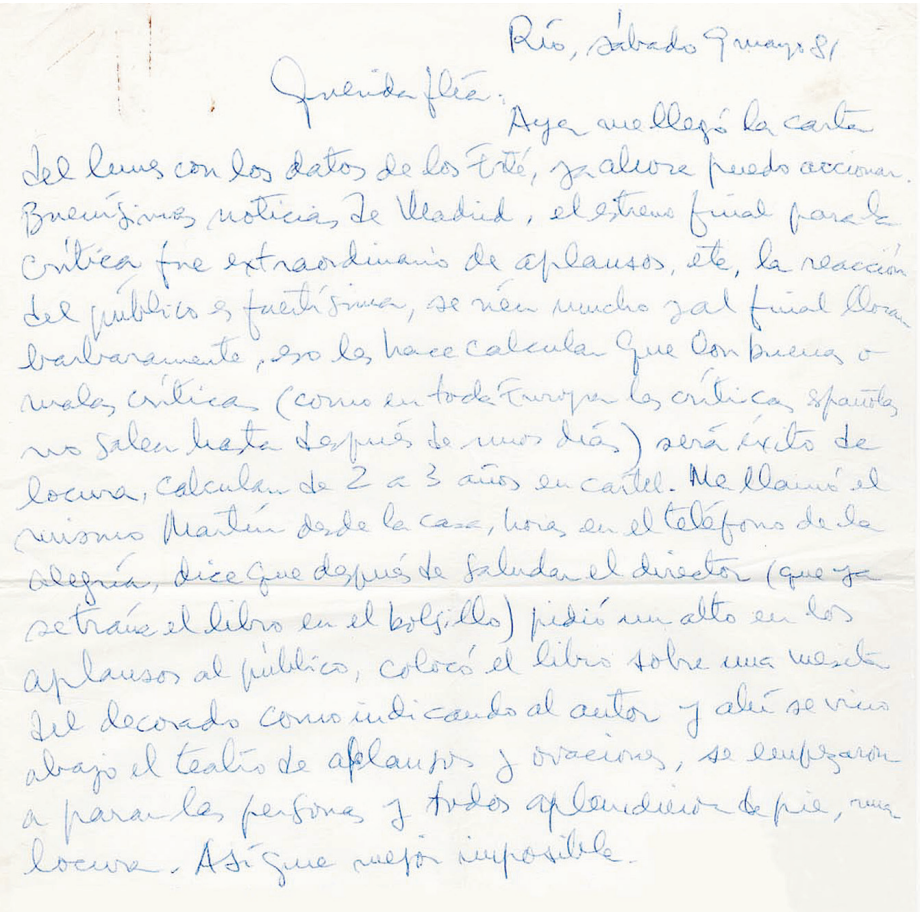 Río, sábado 9 mayo 81
Querida flia:
Ayer me llegó la carta
del lunes con los datos de los Erté, ya ahora puedo accionar.
Buenísimas noticias de Madrid, el estreno final para la
crítica fue extraordinario de aplausos, etc, la reacción
del público es fuertísima, se ríen mucho y al final lloran
barbaramente, eso les hace calcular que con buenas o
malas críticas (como en toda Europa las críticas españolas
no salen hasta después de unos días) será éxito de
locura, calculan de 2 a 3 años en cartel. Me llamó el
mismo Martín desde la casa, horas en el teléfono de la
alegría, dice que después de saludar el director (que ya
se traía el libro en el bolsillo) pidió un alto en los
aplausos al público, colocó el libro sobre una mesita
del decorado como indicando al autor y ahí se vino
abajo el teatro de aplausos y ovaciones, se empezaron
a parar las personas y todos aplaudieron de pie, una
locura. Así que mejor imposible.